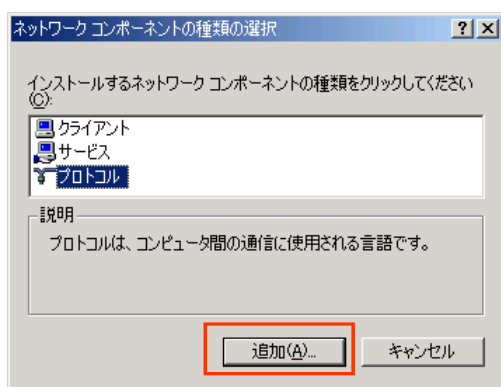 ネットワーク コンポーネントの種類の選択
インストールするネットワーク コンポーネントの種類をクリックしてください
(C):
クライアント
サービス
プロトコル
説明
プロトコルは、コンピュータ間の通信に使用される言語です。
追加(A)...
キャンセル